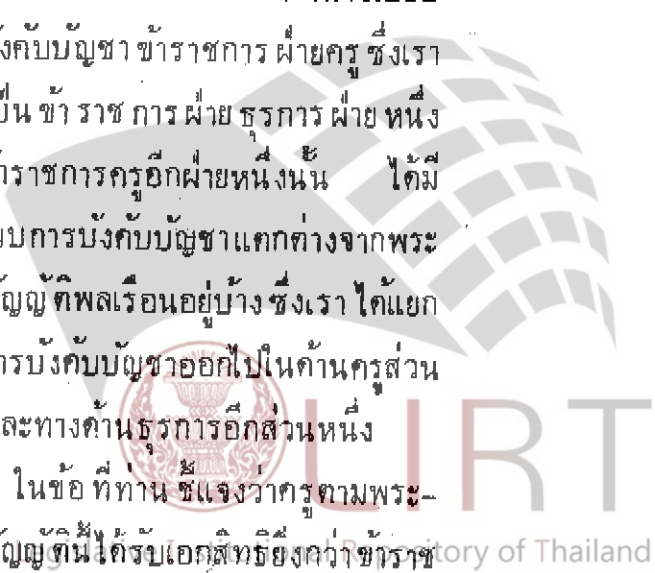 งคับบัญชาข้าราชการฝ่ายครู ซึ่งเรา
ป็นข้าราชการฝ่ายธุรการฝ่ายหนึ่ง
าราชการครูอีกฝ่ายหนึ่งนั้น ได้มี
บบการบังคับบัญชาแตกต่างจากพระ
ัญญัติพลเรือนอยู่บ้าง ซึ่งเราได้แยก
ารบังคับบัญชาออกไปในด้านครูส่วน
ละทางด้านธุรการอีกส่วนหนึ่ง
ในข้อที่ท่านชี้แจงว่าครูตามพระ-
ัญญัตินี้ได้รับเอกสิทธิยิ่งกว่าข้าราช
LIRT
itory of Thailand